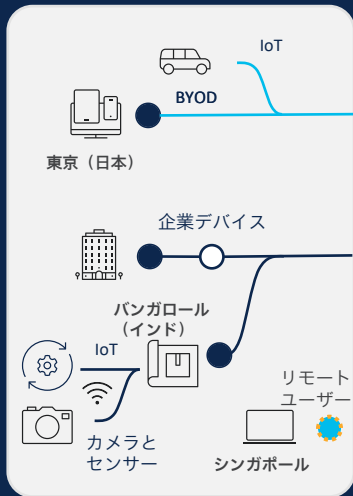 IoT
BYOD
東京（日本）
企業デバイス
バンガロール
（インド）
IoT
カメラと
センサー
リモート
ユーザー
シンガポール